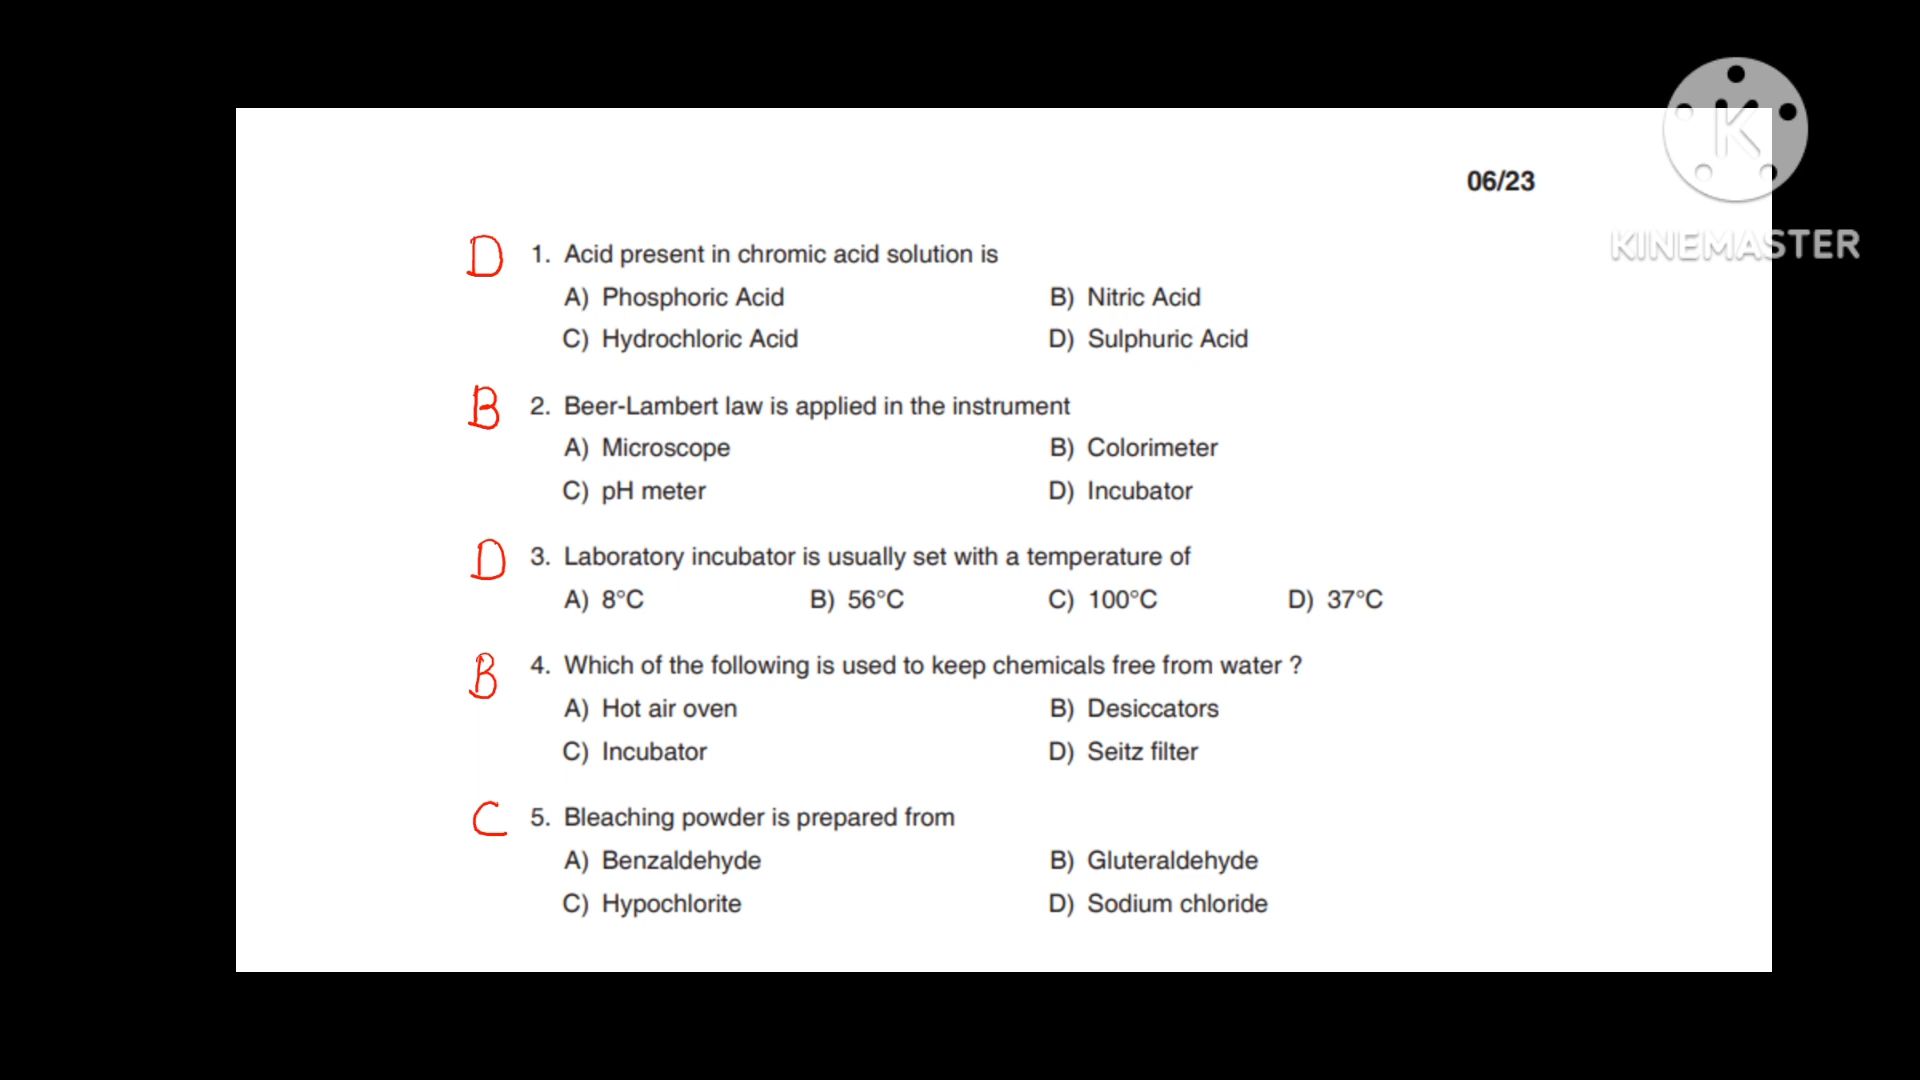 K
KINEMASTER
06/23
D 1. Acid present in chromic acid solution is
A) Phosphoric Acid B) Nitric Acid
C) Hydrochloric Acid D) Sulphuric Acid
B 2. Beer-Lambert law is applied in the instrument
A) Microscope B) Colorimeter
C) pH meter D) Incubator
D 3. Laboratory incubator is usually set with a temperature of
A) 8°C B) 56°C C) 100°C D) 37°C
B 4. Which of the following is used to keep chemicals free from water ?
A) Hot air oven B) Desiccators
C) Incubator D) Seitz filter
C 5. Bleaching powder is prepared from
A) Benzaldehyde B) Gluteraldehyde
C) Hypochlorite D) Sodium chloride